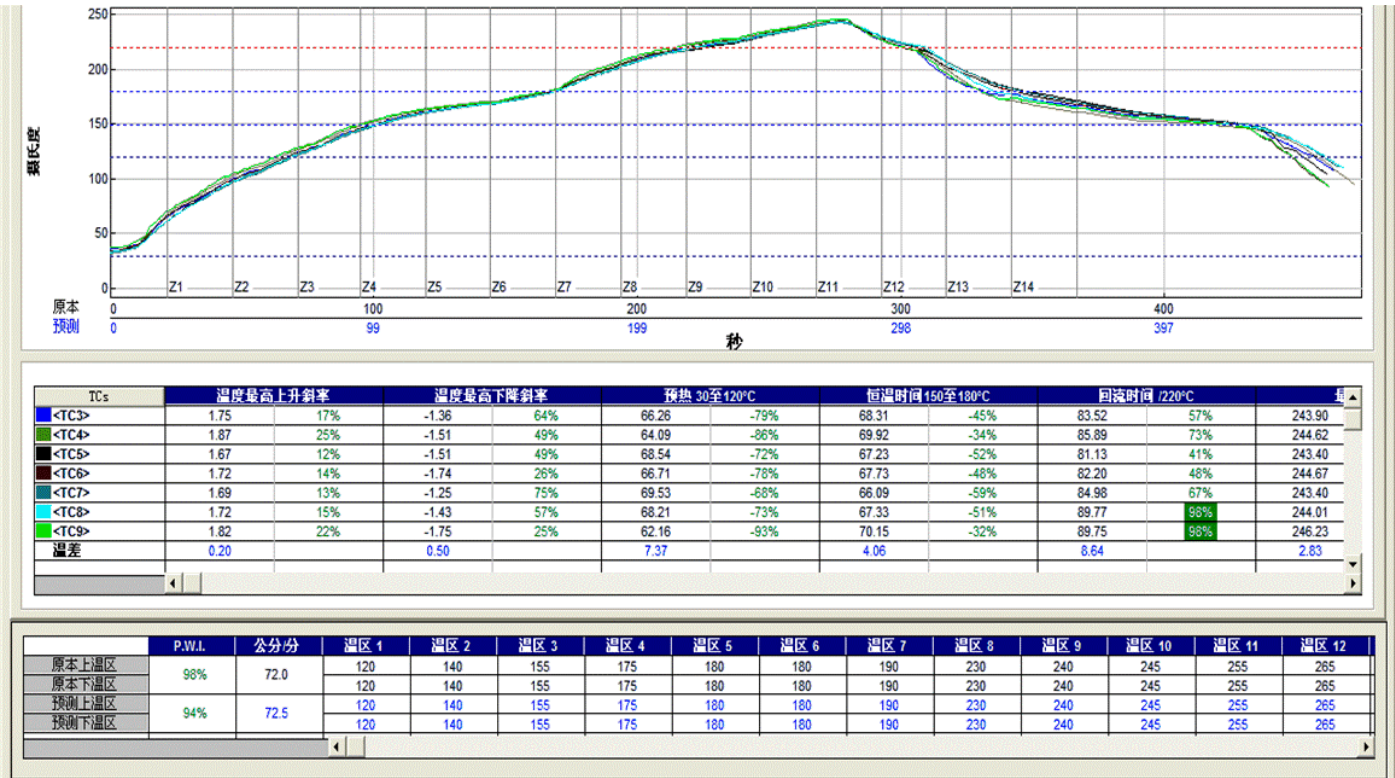 250
200
150
100
50
0
摄氏度
Z1 Z2 Z3 Z4 Z5 Z6 Z7 Z8 Z9 Z10 Z11 Z12 Z13 Z14
原本 0 100 200 300 400
预测 0 99 199 298 397
秒
TCs 温度最高上升斜率 温度最高下降斜率 预热 30至120°C 恒温时间 150至180°C 回流时间 /220°C
<TC3> 1.75 17% -1.36 64% 66.26 -79% 68.31 -45% 83.52 57% 243.90
<TC4> 1.87 25% -1.51 49% 64.09 -86% 69.92 -34% 85.89 73% 244.62
<TC5> 1.67 12% -1.51 49% 68.54 -72% 67.23 -52% 81.13 41% 243.40
<TC6> 1.72 14% -1.74 26% 66.71 -78% 67.73 -48% 82.20 48% 244.67
<TC7> 1.69 13% -1.25 75% 69.53 -68% 66.09 -59% 84.98 67% 243.40
<TC8> 1.72 15% -1.43 57% 68.21 -73% 67.33 -51% 89.77 98% 244.01
<TC9> 1.82 22% -1.75 25% 62.16 -93% 70.15 -32% 89.75 98% 246.23
温差 0.20 0.50 7.37 4.06 8.64 2.83
P.W.I. 公分/分 温区 1 温区 2 温区 3 温区 4 温区 5 温区 6 温区 7 温区 8 温区 9 温区 10 温区 11 温区 12
原本上温区 98% 72.0 120 140 155 175 180 180 190 230 240 245 255 265
原本下温区 120 140 155 175 180 180 190 230 240 245 255 265
预测上温区 94% 72.5 120 140 155 175 180 180 190 230 240 245 255 265
预测下温区 120 140 155 175 180 180 190 230 240 245 255 265